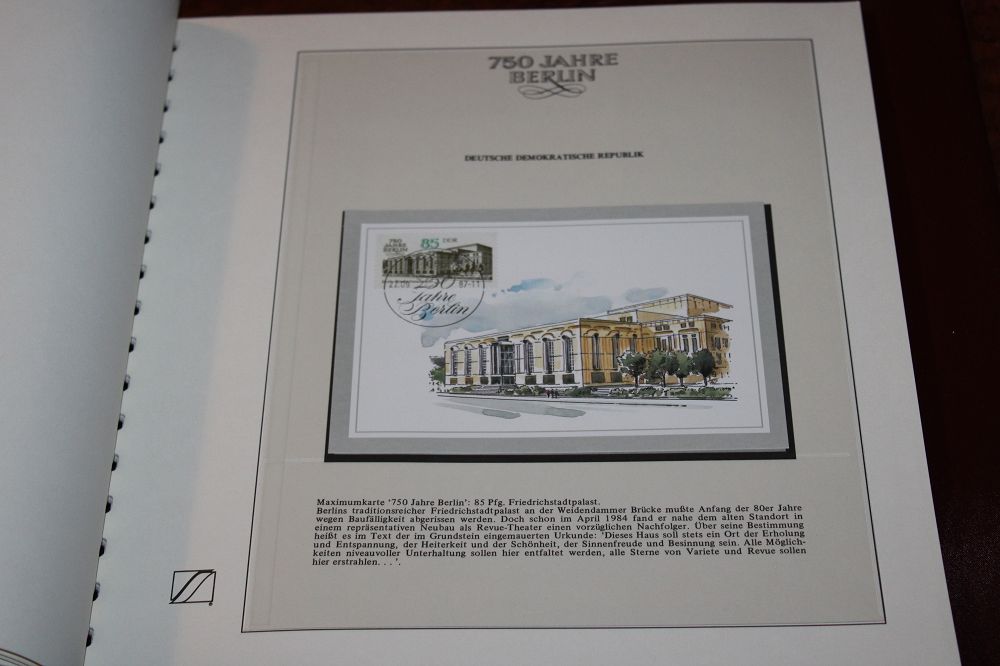 750 JAHRE
BERLIN
DEUTSCHE DEMOKRATISCHE REPUBLIK
750
JAHRE
BERLIN
85 DDR
750
87-11
Jahre
Berlin
Maximumkarte '750 Jahre Berlin': 85 Pfg. Friedrichstadtpalast.
Berlins traditionsreicher Friedrichstadtpalast an der Weidendammer Brücke mußte Anfang der 80er Jahre
wegen Baufälligkeit abgerissen werden. Doch schon im April 1984 fand er nahe dem alten Standort in
einem repräsentativen Neubau als Revue-Theater einen vorzüglichen Nachfolger. Über seine Bestimmung
heißt es im Text der im Grundstein eingemauerten Urkunde: 'Dieses Haus soll stets ein Ort der Erholung
und Entspannung, der Heiterkeit und der Schönheit, der Sinnenfreude und Besinnung sein. Alle Möglich-
keiten niveauvoller Unterhaltung sollen hier entfaltet werden, alle Sterne von Variete und Revue sollen
hier erstrahlen. . .'.